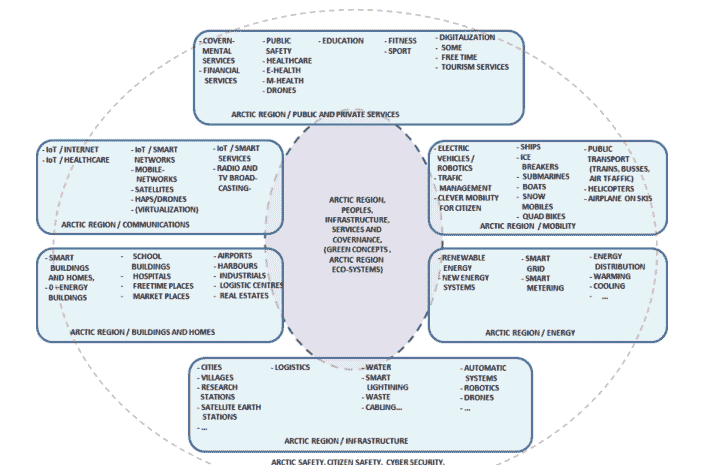 - GOVERN-
MENTAL
SERVICES
- FINANCIAL
SERVICES
- PUBLIC
SAFETY
- HEALTHCARE
- E-HEALTH
- M-HEALTH
- DRONES
- EDUCATION
- FITNESS
- SPORT
- DIGITALIZATION
- SOME
- FREE TIME
- TOURISM SERVICES
ARCTIC REGION / PUBLIC AND PRIVATE SERVICES
- IoT / INTERNET
- IoT / HEALTHCARE
- IoT / SMART
NETWORKS
- MOBILE-
NETWORKS
- SATELLITES
- HAPS/DRONES
- (VIRTUALIZATION)
- IoT / SMART
SERVICES
- RADIO AND
TV BROAD-
CASTING-
ARCTIC REGION / COMMUNICATIONS
ARCTIC REGION,
PEOPLES,
INFRASTRUCTURE,
SERVICES AND
GOVERNANCE,
(GREEN CONCEPTS,
ARCTIC REGION
ECO-SYSTEMS)
- ELECTRIC
VEHICLES /
ROBOTICS
- TRAFIC
MANAGEMENT
- CLEVER MOBILITY
FOR CITIZEN
- SHIPS
- ICE
BREAKERS
- SUBMARINES
- BOATS
- SNOW
MOBILES
- QUAD BIKES
- PUBLIC
TRANSPORT
(TRAINS, BUSSES,
AIR TFAFFIC)
- HELICOPTERS
- AIRPLANE ON SKIS
ARCTIC REGION / MOBILITY
- SMART
BUILDINGS
AND HOMES,
- 0 ÷ENERGY
BUILDINGS
- SCHOOL
BUILDINGS
- HOSPITALS
- FREETIME PLACES
- MARKET PLACES
- AIRPORTS
- HARBOURS
- INDUSTRIALS
- LOGISTIC CENTRES
- REAL ESTATES
ARCTIC REGION / BUILDINGS AND HOMES
- RENEWABLE
ENERGY
- NEW ENERGY
SYSTEMS
- SMART
GRID
- SMART
METERING
- ENERGY
DISTRIBUTION
- WARMING
- COOLING
- ...
ARCTIC REGION / ENERGY
- CITIES
- VILLAGES
- RESEARCH
STATIONS
- SATELLITE EARTH
STATIONS
- ...
- LOGISTICS
- WATER
- SMART
LIGHTINING
- WASTE
- CABLING...
- AUTOMATIC
SYSTEMS
- ROBOTICS
- DRONES
- ...
ARCTIC REGION / INFRASTRUCTURE
ARCTIC SAFETY, CITIZEN SAFETY, CYBER SECURITY,